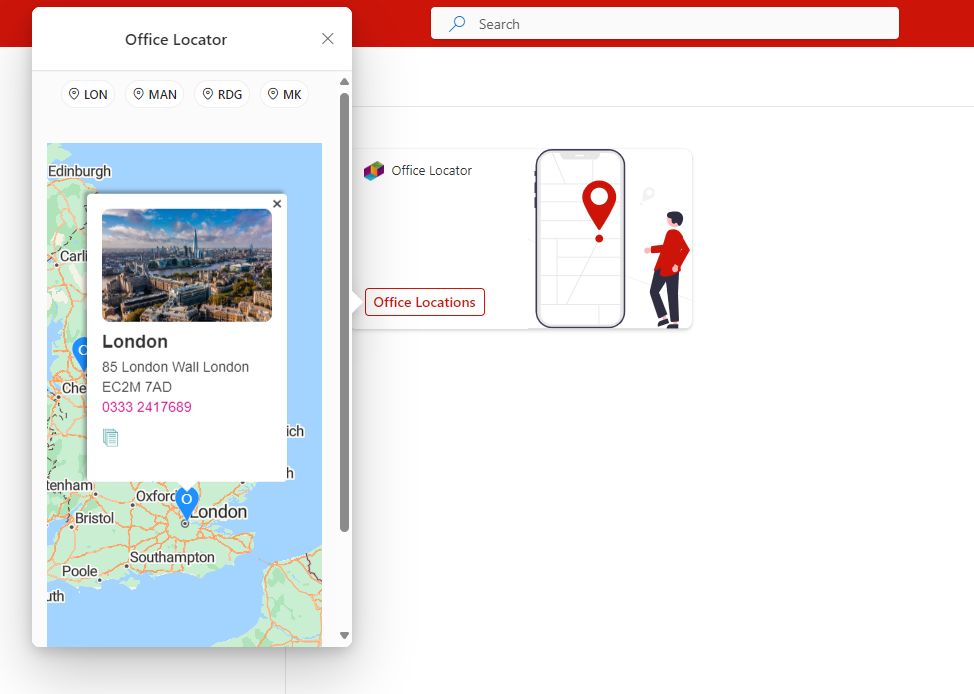 Search
Office Locator
LON
MAN
RDG
MK
Edinburgh
Carli
Office Locator
O
London
85 London Wall London
EC2M 7AD
0333 2417689
Office Locations
Che
ich
h
tenham
Oxford
O
London
Bristol
Southampton
Poole
uth